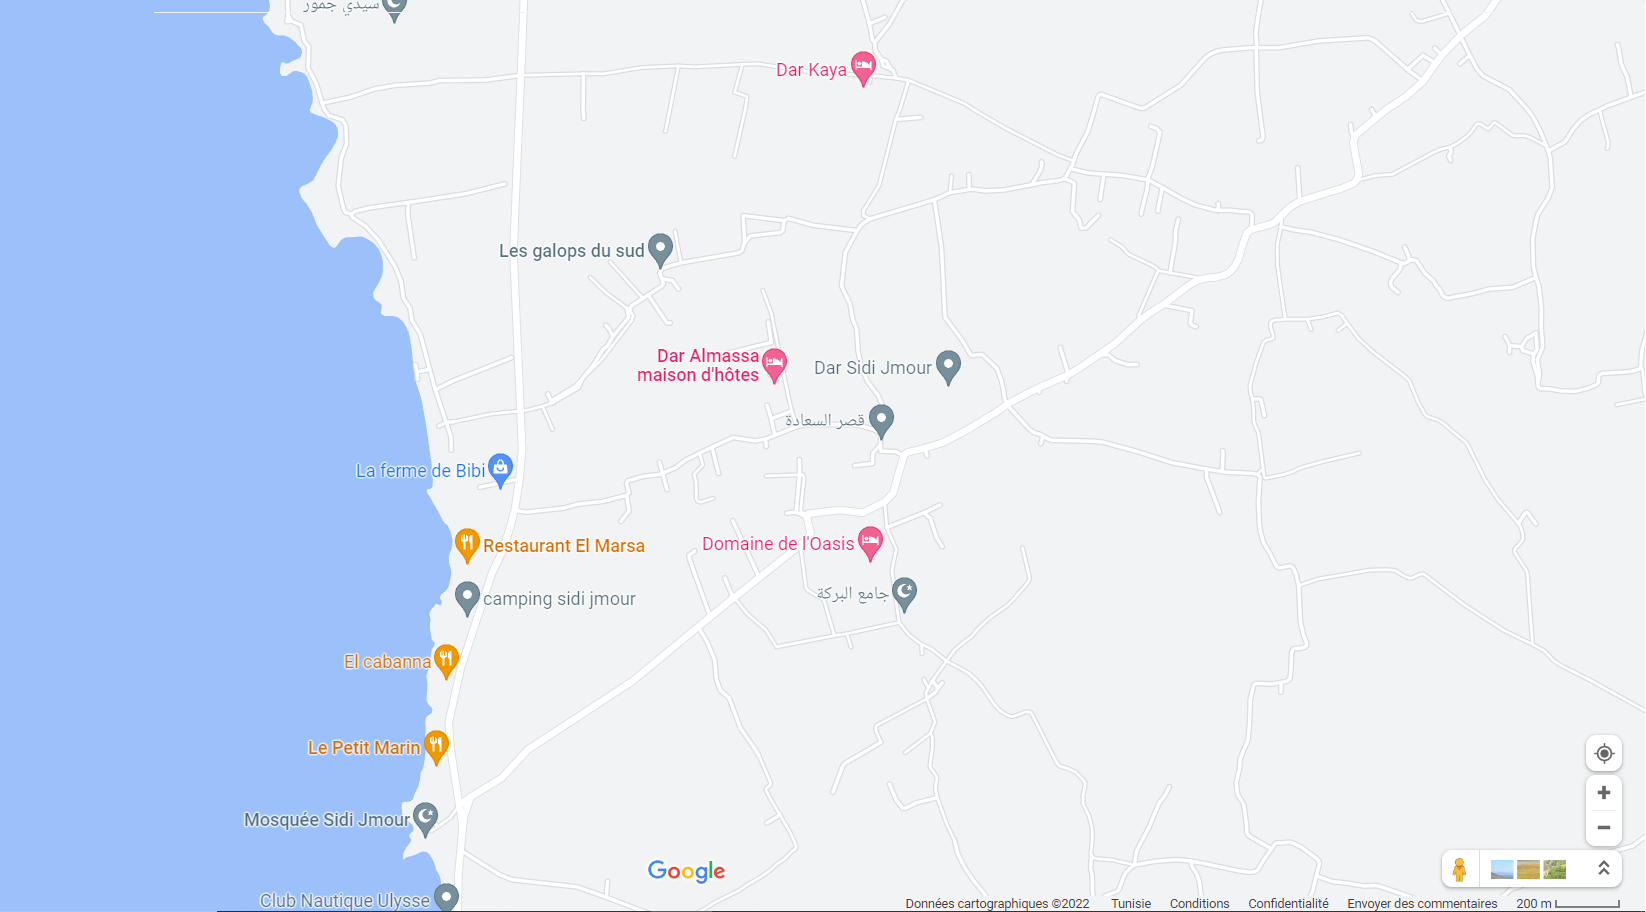 سيدي جمور
Dar Kaya
Les galops du sud
Dar Almassa
maison d'hôtes
Dar Sidi Jmour
قصر السعادة
La ferme de Bibi
Restaurant El Marsa
Domaine de l'Oasis
جامع البركة
camping sidi jmour
El cabanna
Le Petit Marin
Mosquée Sidi Jmour
Google
Club Nautique Ulysse
Données cartographiques ©2022 Tunisie Conditions Confidentialité Envoyer des commentaires 200 m